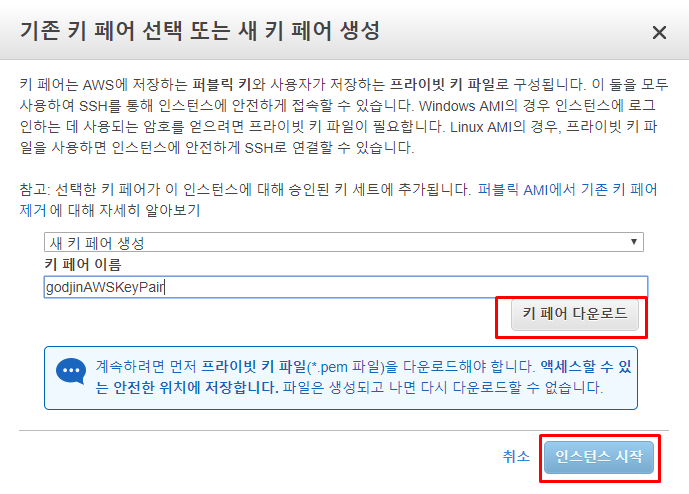 기존 키 페어 선택 또는 새 키 페어 생성
키 페어는 AWS에 저장하는 퍼블릭 키와 사용자가 저장하는 프라이빗 키 파일로 구성됩니다. 이 둘을 모두
사용하여 SSH를 통해 인스턴스에 안전하게 접속할 수 있습니다. Windows AMI의 경우 인스턴스에 로그
인하는 데 사용되는 암호를 얻으려면 프라이빗 키 파일이 필요합니다. Linux AMI의 경우, 프라이빗 키 파
일을 사용하면 인스턴스에 안전하게 SSH로 연결할 수 있습니다.
참고: 선택한 키 페어가 이 인스턴스에 대해 승인된 키 세트에 추가됩니다. 퍼블릭 AMI에서 기존 키 페어
제거 에 대해 자세히 알아보기
새 키 페어 생성
키 페어 이름
godjinAWSKeyPair
키 페어 다운로드
계속하려면 먼저 프라이빗 키 파일(*.pem 파일)을 다운로드해야 합니다. 액세스할 수 있
는 안전한 위치에 저장합니다. 파일은 생성되고 나면 다시 다운로드할 수 없습니다.
취소
인스턴스 시작